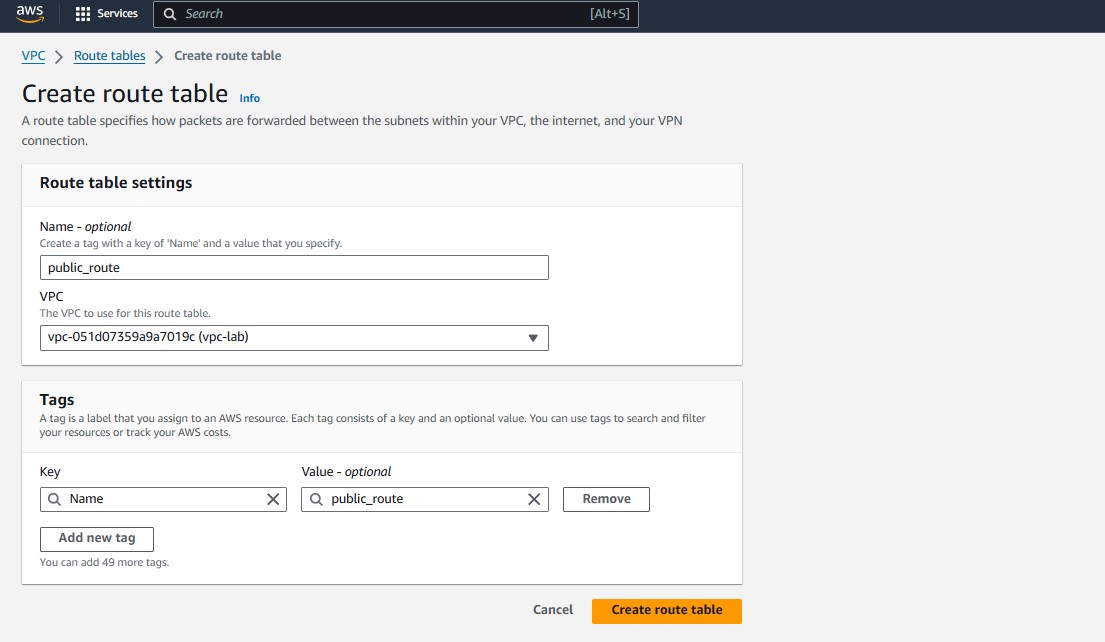 aws Services Search [Alt+S]
VPC > Route tables > Create route table
Create route table Info
A route table specifies how packets are forwarded between the subnets within your VPC, the internet, and your VPN
connection.
Route table settings
Name - optional
Create a tag with a key of 'Name' and a value that you specify.
public_route
VPC
The VPC to use for this route table.
vpc-051d07359a9a7019c (vpc-lab)
Tags
A tag is a label that you assign to an AWS resource. Each tag consists of a key and an optional value. You can use tags to search and filter
your resources or track your AWS costs.
Key Value - optional
Name public_route Remove
Add new tag
You can add 49 more tags.
Cancel Create route table